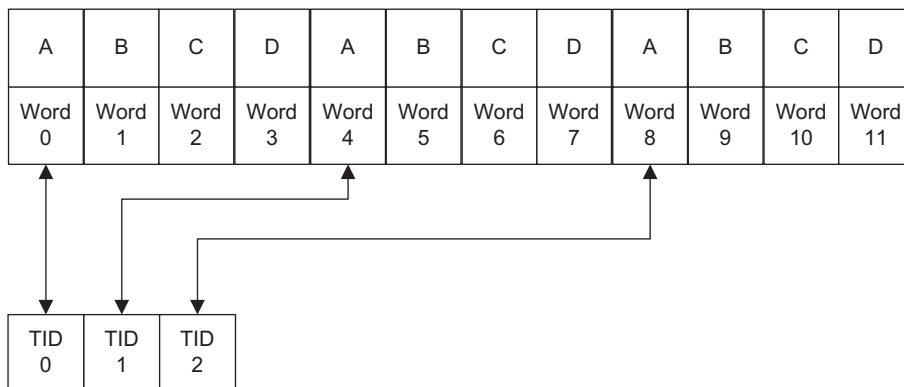 A B C D A B C D A B C D
Word Word Word Word Word Word Word Word Word Word Word Word
0 1 2 3 4 5 6 7 8 9 10 11
TID TID TID
0 1 2